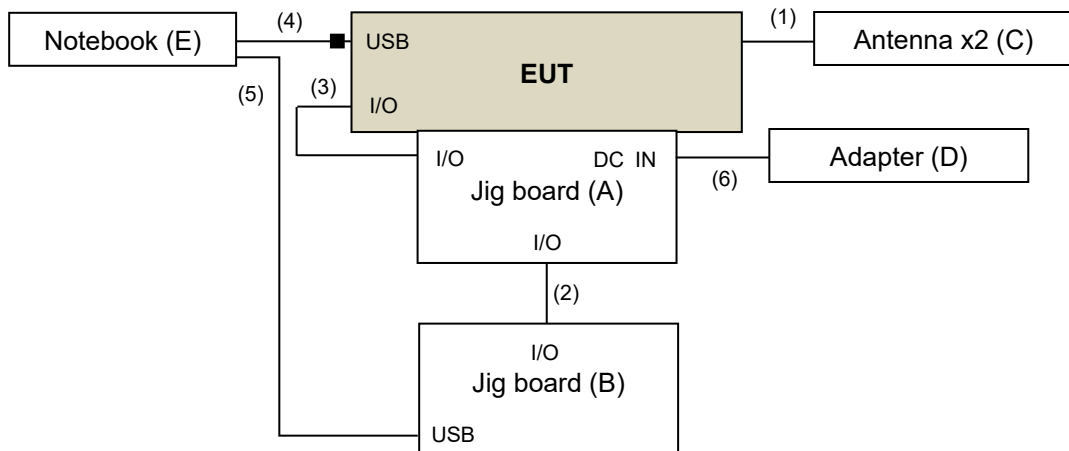 (4)
(1)
Notebook (E)
USB
Antenna x2 (C)
EUT
(5)
(3)
I/O
I/O
DC IN
Adapter (D)
(6)
Jig board (A)
I/O
(2)
I/O
Jig board (B)
USB